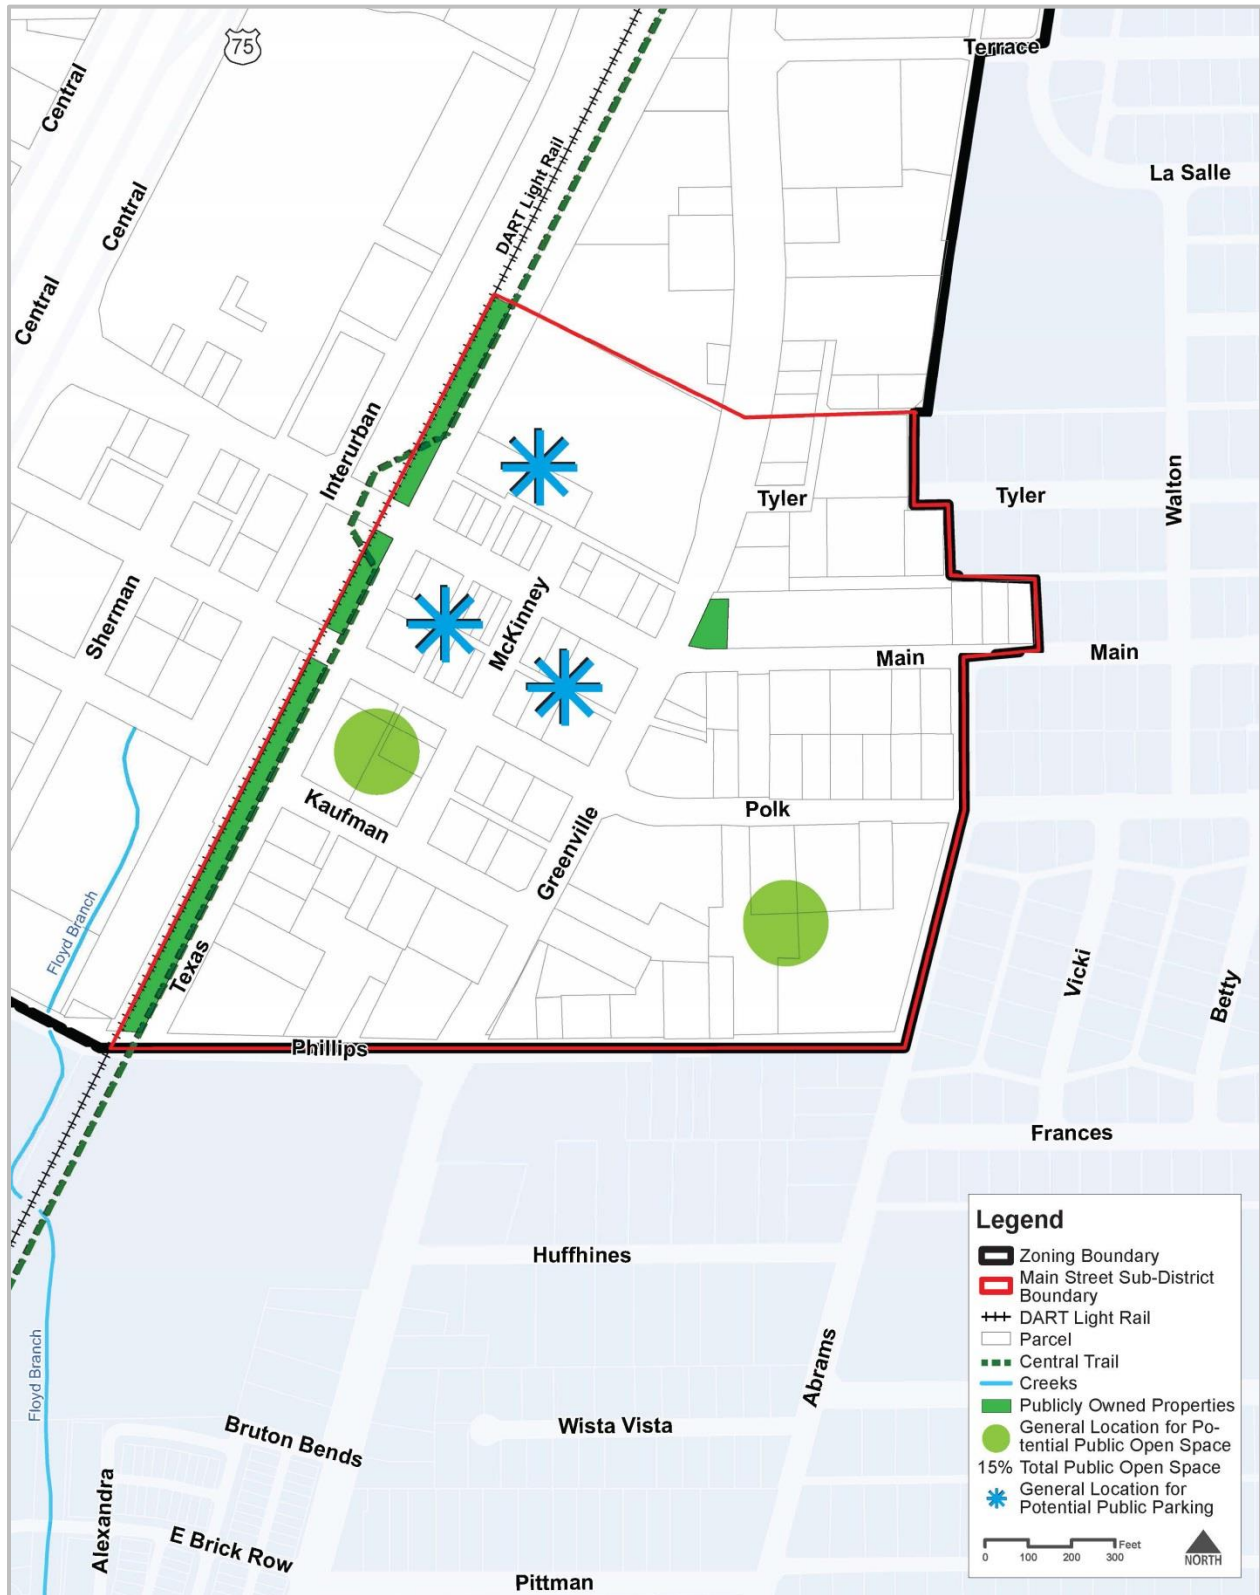 75
Terrace
Central
La Salle
DART Light Rail
Central
Central
Interurban
Tyler
Tyler
Walton
Sherman
McKinney
Main
Main
Kaufman
Polk
Greenville
Floyd Branch
Texas
Vicki
Betty
Phillips
Frances
Huffhines
Floyd Branch
Abrams
Bruton Bends
Wista Vista
Alexandra
E Brick Row
Pittman
Legend
Zoning Boundary
Main Street Sub-District
Boundary
DART Light Rail
Parcel
Central Trail
Creeks
Publicly Owned Properties
General Location for Po-
tential Public Open Space
15% Total Public Open Space
General Location for
Potential Public Parking
Feet
0 100 200 300
NORTH